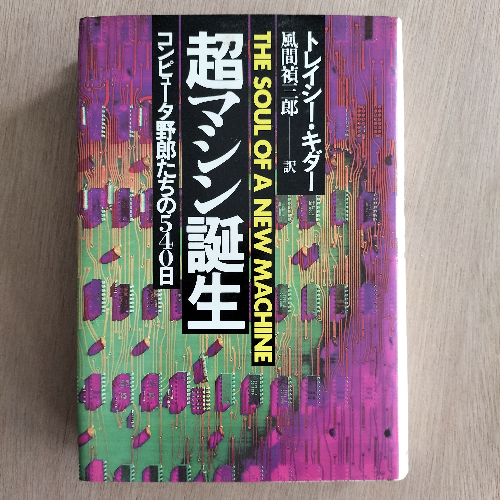 トレイシー・キダー
風間禎三郎——訳
THE SOUL OF A NEW MACHINE
超マシン誕生
コンピュータ野郎たちの540日